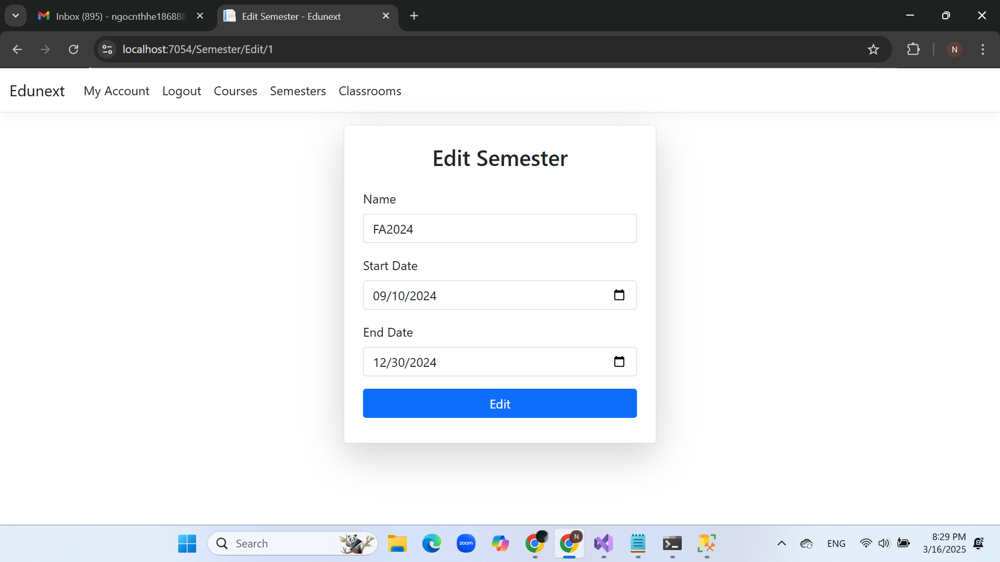 Inbox (895) - ngocnthhe186888
Edit Semester - Edunext
localhost:7054/Semester/Edit/1
N
Edunext
My Account
Logout
Courses
Semesters
Classrooms
Edit Semester
Name
FA2024
Start Date
09/10/2024
End Date
12/30/2024
Edit
Search
zoom
N
ENG
8:29 PM
3/16/2025